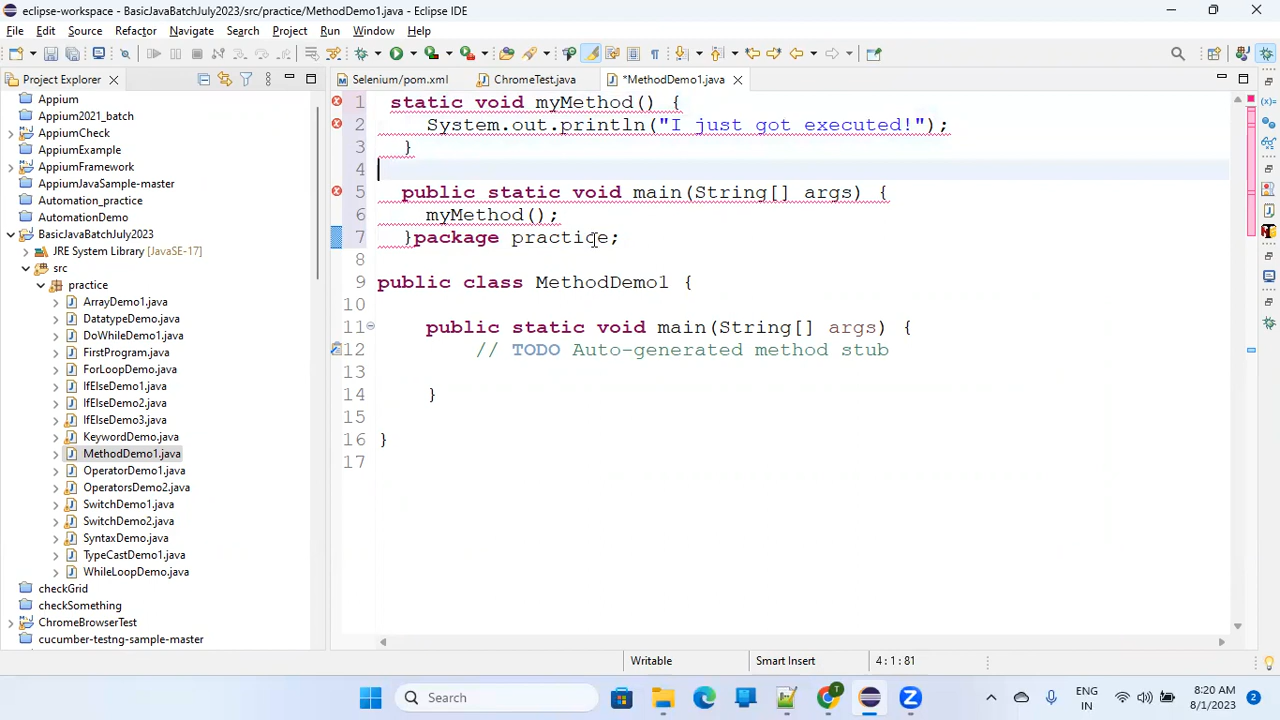 eclipse-workspace - BasicJavaBatchJuly2023/src/practice/MethodDemo1.java - Eclipse IDE
File Edit Source Refactor Navigate Search Project Run Window Help
Project Explorer
Selenium/pom.xml
ChromeTest.java
*MethodDemo1.java
Appium
Appium2021_batch
AppiumCheck
AppiumExample
AppiumFramework
AppiumJavaSample-master
Automation_practice
AutomationDemo
BasicJavaBatchJuly2023
JRE System Library [JavaSE-17]
src
practice
ArrayDemo1.java
DatatypeDemo.java
DoWhileDemo1.java
FirstProgram.java
ForLoopDemo.java
IfElseDemo1.java
IfElseDemo2.java
IfElseDemo3.java
KeywordDemo.java
MethodDemo1.java
OperatorDemo1.java
OperatorsDemo2.java
SwitchDemo1.java
SwitchDemo2.java
SyntaxDemo.java
TypeCastDemo1.java
WhileLoopDemo.java
checkGrid
checkSomething
ChromeBrowserTest
cucumber-testng-sample-master
1 static void myMethod() {
2 System.out.println("I just got executed!");
3 }
4
5 public static void main(String[] args) {
6 myMethod();
7 }package practice;
8
9 public class MethodDemo1 {
10
11 public static void main(String[] args) {
12 // TODO Auto-generated method stub
13
14 }
15
16 }
17
Writable
Smart Insert
4 : 1 : 81
Search
ENG
IN
8:20 AM
8/1/2023
2